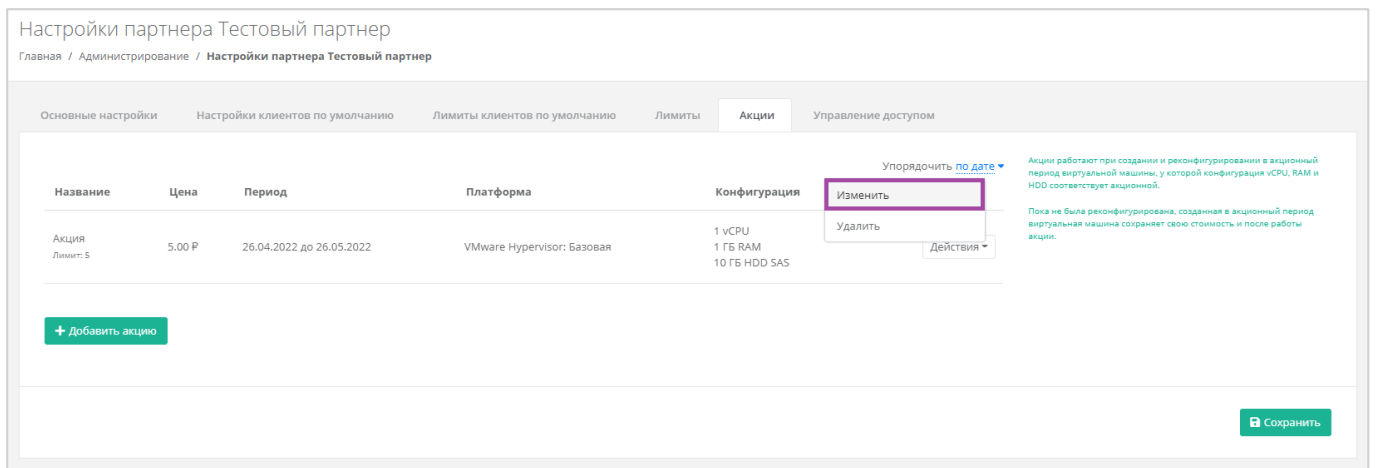 Настройки партнера Тестовый партнер
Главная / Администрирование / Настройки партнера Тестовый партнер
Основные настройки Настройки клиентов по умолчанию Лимиты клиентов по умолчанию Лимиты Акции Управление доступом
Упорядочить по дате
Название Цена Период Платформа Конфигурация
Изменить
Удалить
Акция
Лимит: 5
5.00 ₽
26.04.2022 до 26.05.2022
VMware Hypervisor: Базовая
1 vCPU
1 ГБ RAM
10 ГБ HDD SAS
Действия
Акции работают при создании и реконфигурировании в акционный
период виртуальной машины, у которой конфигурация vCPU, RAM и
HDD соответствует акционной.
Пока не была реконфигурирована, созданная в акционный период
виртуальная машина сохраняет свою стоимость и после работы
акции.
+ Добавить акцию
Сохранить